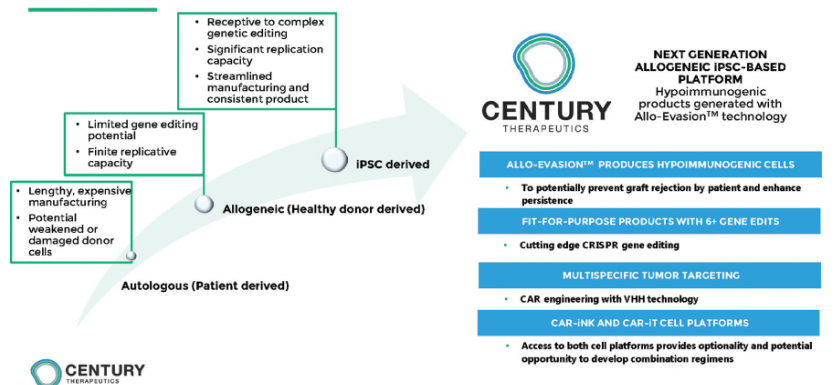 • Receptive to complex
genetic editing
• Significant replication
capacity
• Streamlined
manufacturing and
consistent product
• Limited gene editing
potential
• Finite replicative
capacity
• Lengthy, expensive
manufacturing
• Potential
weakened or
damaged donor
cells
iPSC derived
Allogeneic (Healthy donor derived)
Autologous (Patient derived)
CENTURY
THERAPEUTICS
CENTURY
THERAPEUTICS
NEXT GENERATION
ALLOGENEIC iPSC-BASED
PLATFORM
Hypoimmunogenic
products generated with
Allo-Evasion™ technology
ALLO-EVASION™ PRODUCES HYPOIMMUNOGENIC CELLS
• To potentially prevent graft rejection by patient and enhance
persistence
FIT-FOR-PURPOSE PRODUCTS WITH 6+ GENE EDITS
• Cutting edge CRISPR gene editing
MULTISPECIFIC TUMOR TARGETING
• CAR engineering with VHH technology
CAR-iNK AND CAR-iT CELL PLATFORMS
• Access to both cell platforms provides optionality and potential
opportunity to develop combination regimens